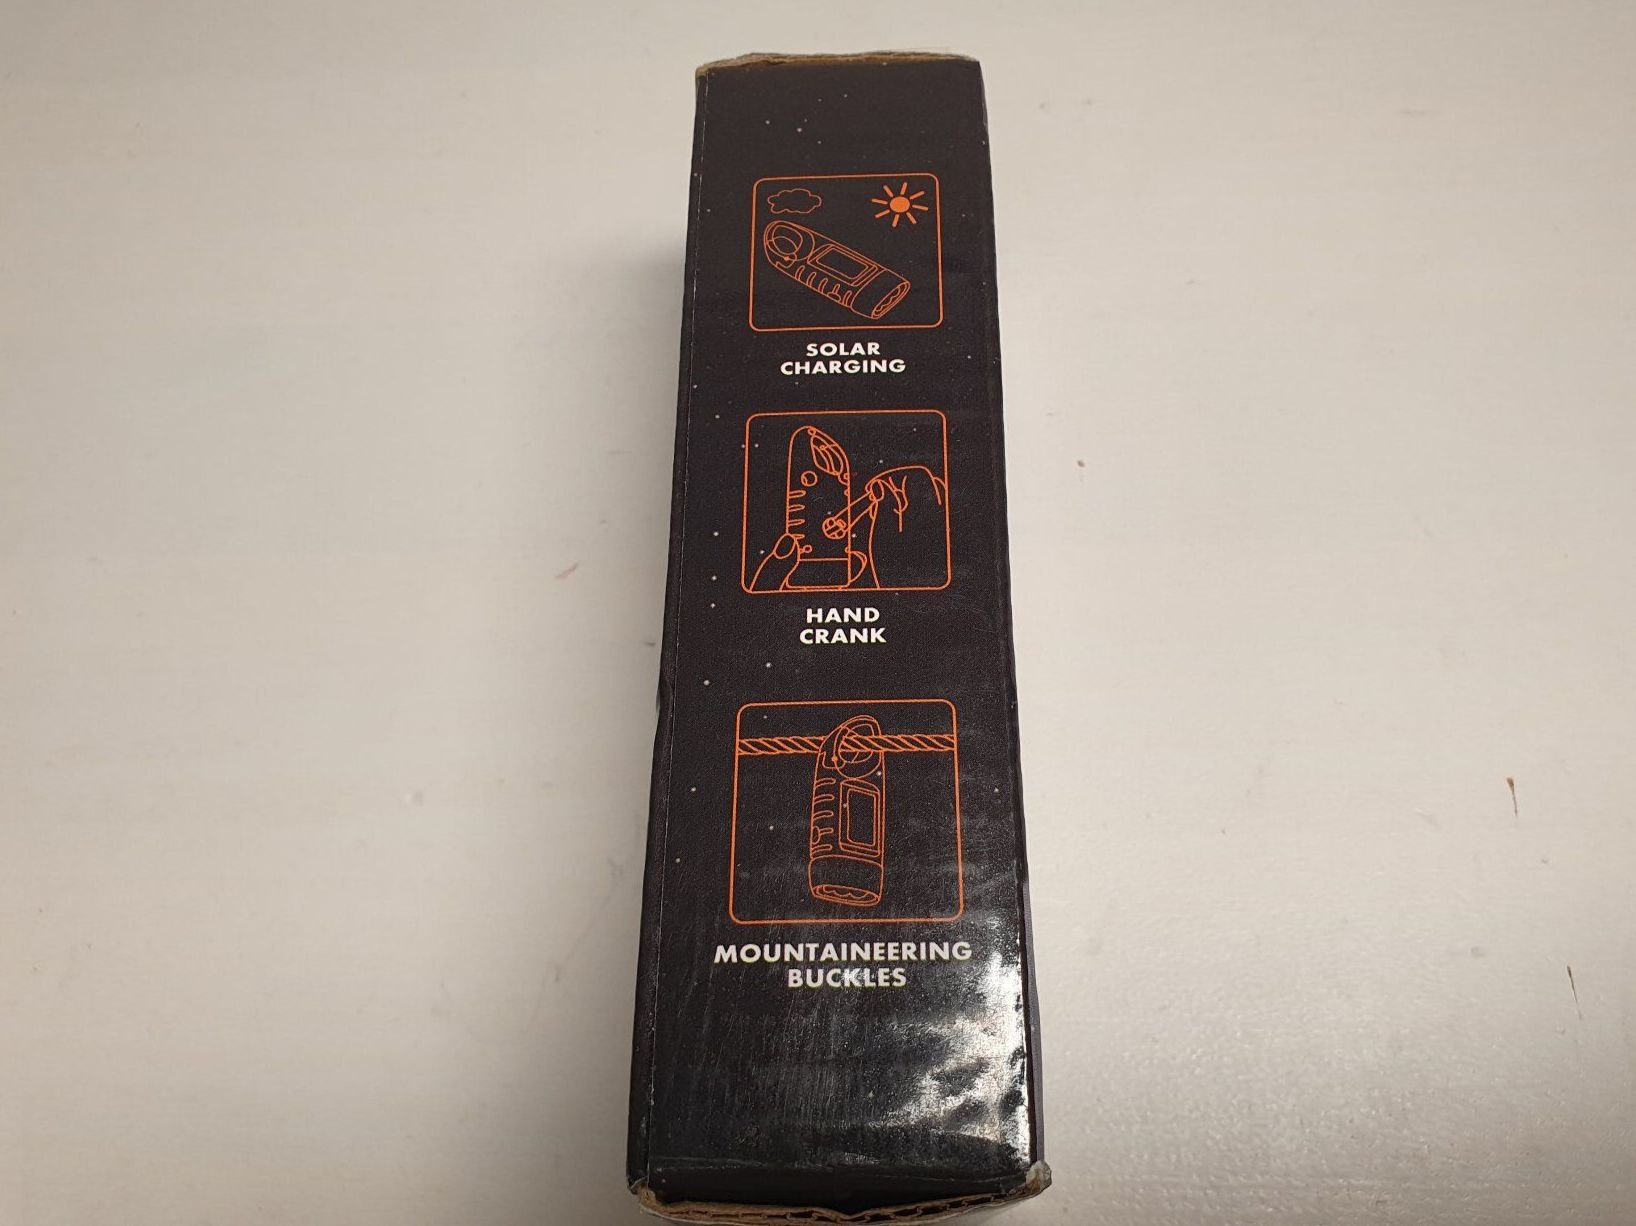 SOLAR
CHARGING
HAND
CRANK
MOUNTAINEERING
BUCKLES